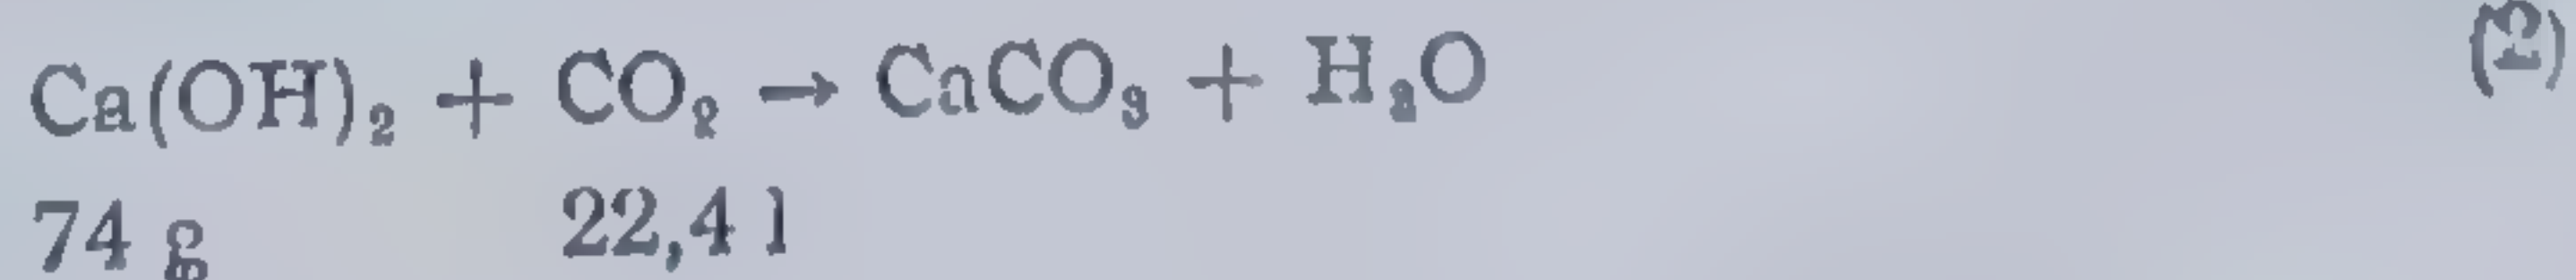 Ca(OH)₂ + CO₂ → CaCO₃ + H₂O (2)
74 g 22,4 l